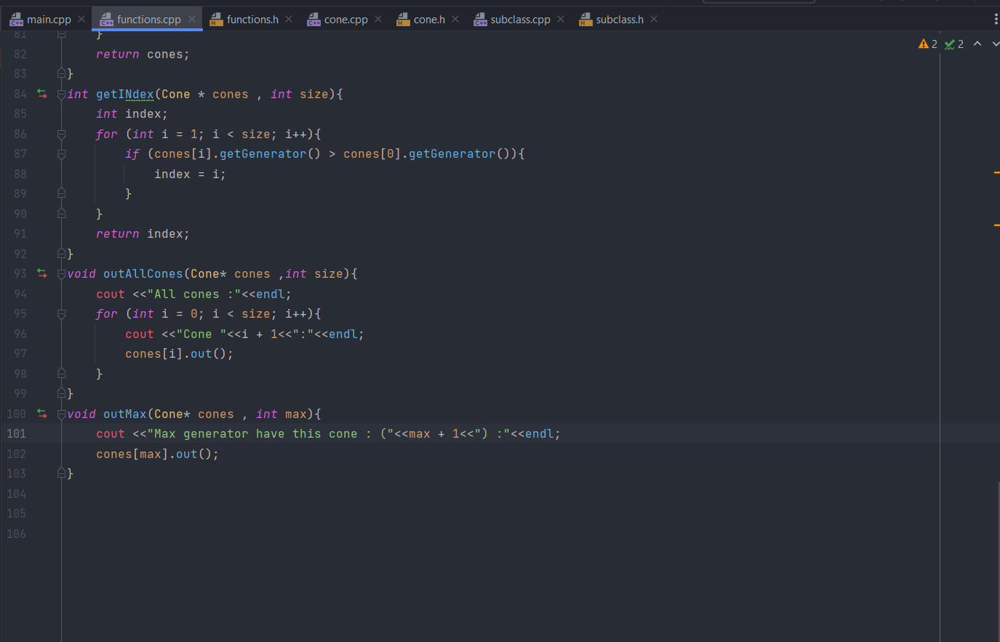 main.cpp functions.cpp functions.h cone.cpp cone.h subclass.cpp subclass.h
81 }
2 2
82 return cones;
83 }
84 int getINdex(Cone * cones , int size){
85 int index;
86 for (int i = 1; i < size; i++){
87 if (cones[i].getGenerator() > cones[0].getGenerator()){
88 index = i;
89 }
90 }
91 return index;
92 }
93 void outAllCones(Cone* cones ,int size){
94 cout <<"All cones :"<<endl;
95 for (int i = 0; i < size; i++){
96 cout <<"Cone "<<i + 1<<":"<<endl;
97 cones[i].out();
98 }
99 }
100 void outMax(Cone* cones , int max){
101 cout <<"Max generator have this cone : ("<<max + 1<<") :"<<endl;
102 cones[max].out();
103 }
104
105
106